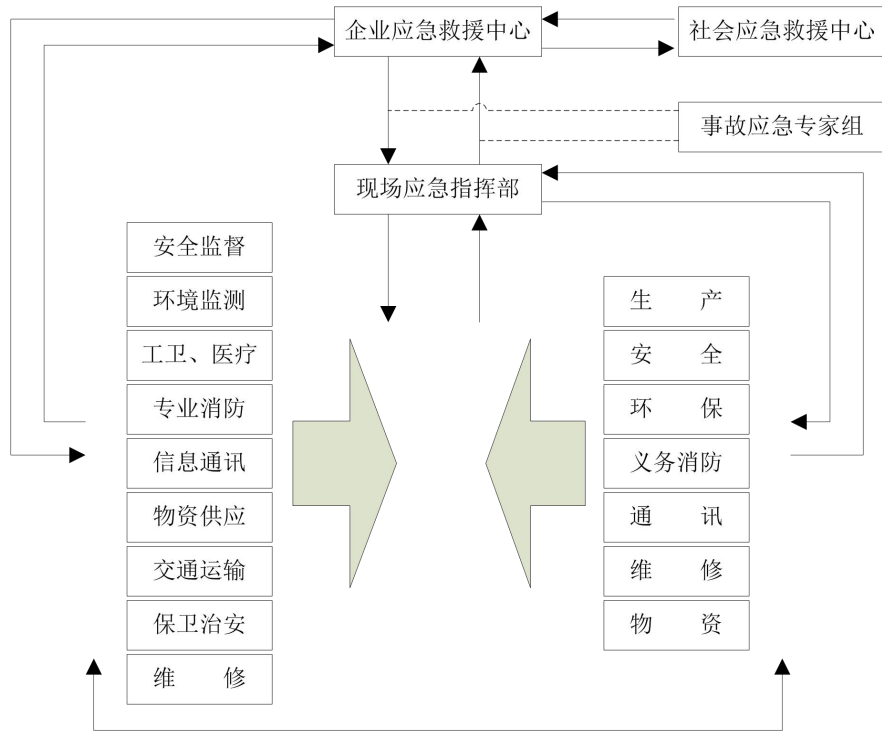 企业应急救援中心
社会应急救援中心
事故应急专家组
现场应急指挥部
安全监督
环境监测
工卫、医疗
专业消防
信息通讯
物资供应
交通运输
保卫治安
维 修
生 产
安 全
环 保
义务消防
通 讯
维 修
物 资